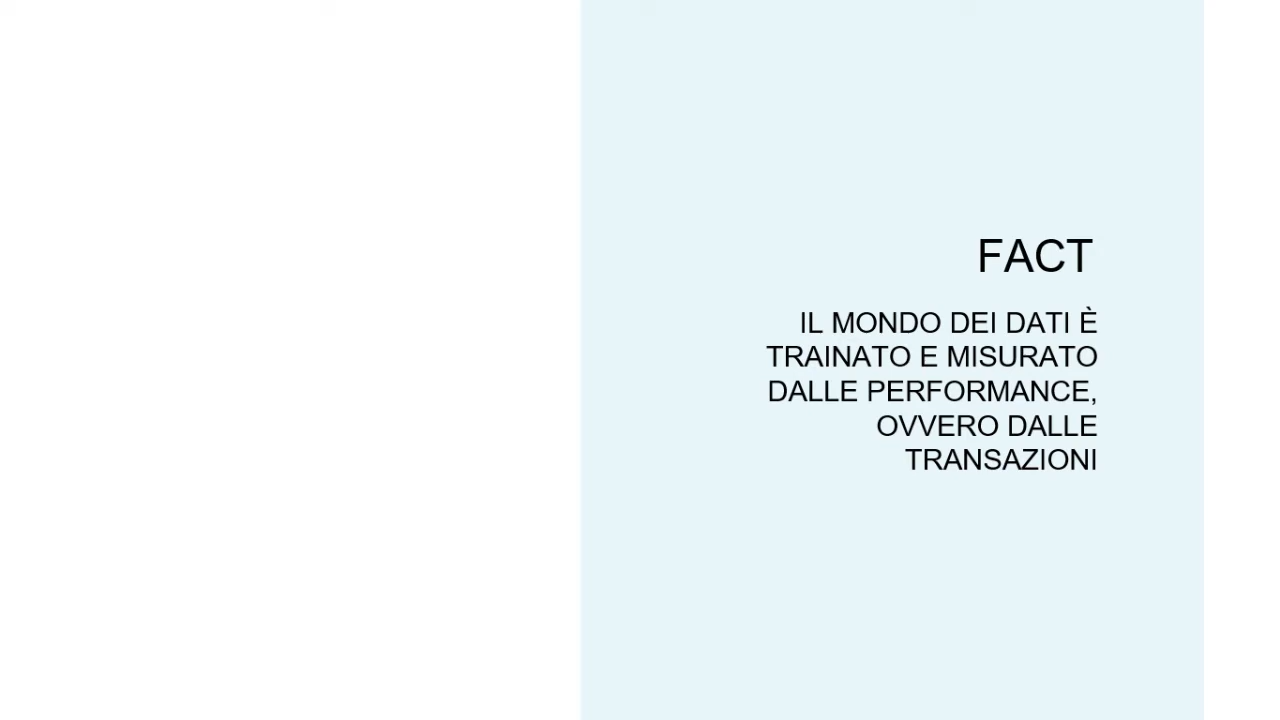 FACT
IL MONDO DEI DATI È
TRAINATO E MISURATO
DALLE PERFORMANCE,
OVVERO DALLE
TRANSAZIONI